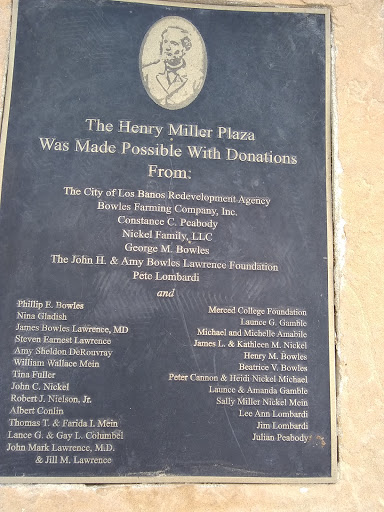 The Henry Miller Plaza
Was Made Possible With Donations
From:
The City of Los Banos Redevelopment Agency
Bowles Farming Company, Inc.
Constance C. Peabody
Nickel Family, LLC
George M. Bowles
The John H. & Amy Bowles Lawrence Foundation
Pete Lombardi
and
Phillip E. Bowles
Nina Gladish
James Bowles Lawrence, MD
Steven Earnest Lawrence
Amy Sheldon DeRouvray
William Wallace Mein
Tina Fuller
John C. Nickel
Robert J. Nielson, Jr.
Albert Conlin
Thomas T. & Farida I. Mein
Lance G. & Gay L. Columbel
John Mark Lawrence, M.D.
& Jill M. Lawrence
Merced College Foundation
Launce G. Gamble
Michael and Michelle Amabile
James L. & Kathleen M. Nickel
Henry M. Bowles
Beatrice V. Bowles
Peter Cannon & Heidi Nickel Michael
Launce & Amanda Gamble
Sally Miller Nickel Mein
Lee Ann Lombardi
Jim Lombardi
Julian Peabody